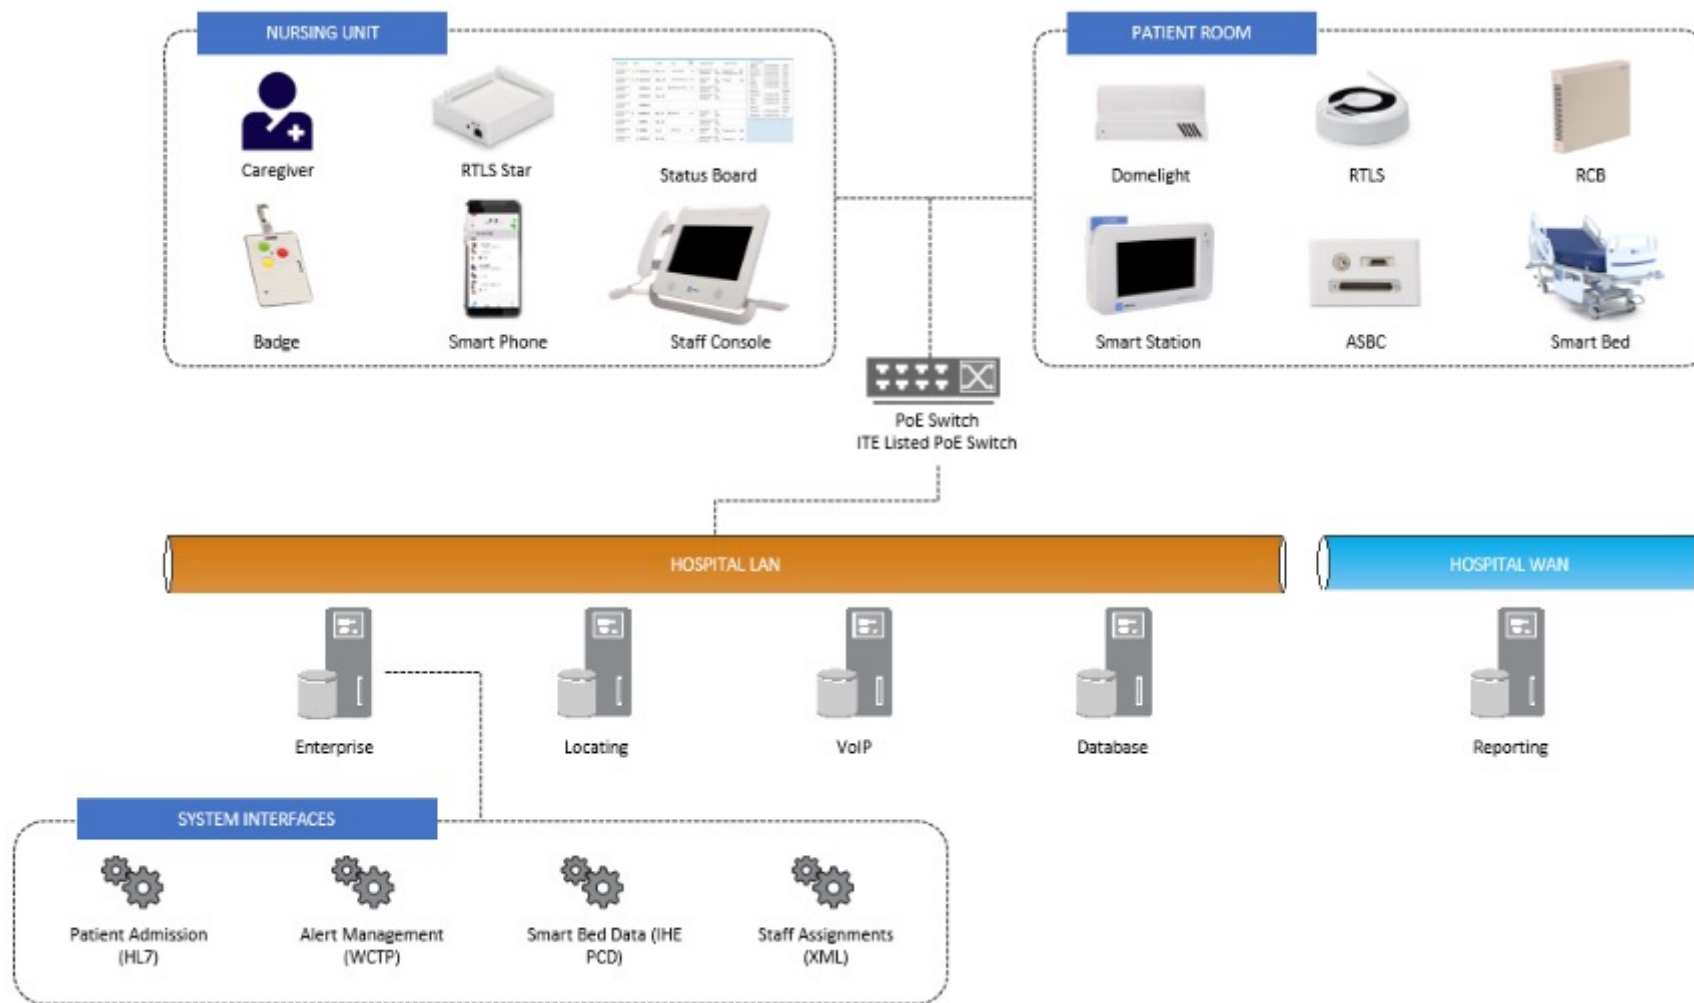 NURSING UNIT
PATIENT ROOM
Caregiver
RTLS Star
Status Board
Domelight
RTLS
RCB
Badge
Smart Phone
Staff Console
Smart Station
ASBC
Smart Bed
PoE Switch
ITE Listed PoE Switch
HOSPITAL LAN
HOSPITAL WAN
Enterprise
Locating
VoIP
Database
Reporting
SYSTEM INTERFACES
Patient Admission
(HL7)
Alert Management
(WCTP)
Smart Bed Data (IHE
PCD)
Staff Assignments
(XML)